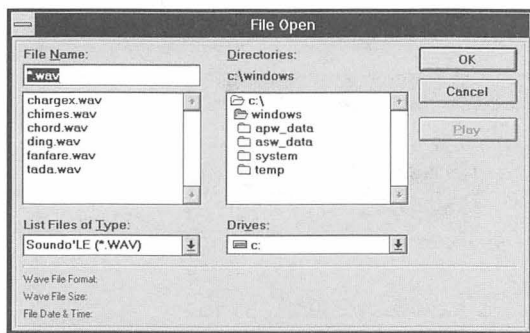 File Open
File Name:
*.wav
chargex.wav
chimes.wav
chord.wav
ding.wav
fanfare.wav
tada.wav
List Files of Type:
Soundo'LE (*.WAV)
Directories:
c:\windows
c:\
windows
apw_data
asw_data
system
temp
Drives:
c:
OK
Cancel
Play
Wave File Format:
Wave File Size:
File Date & Time: